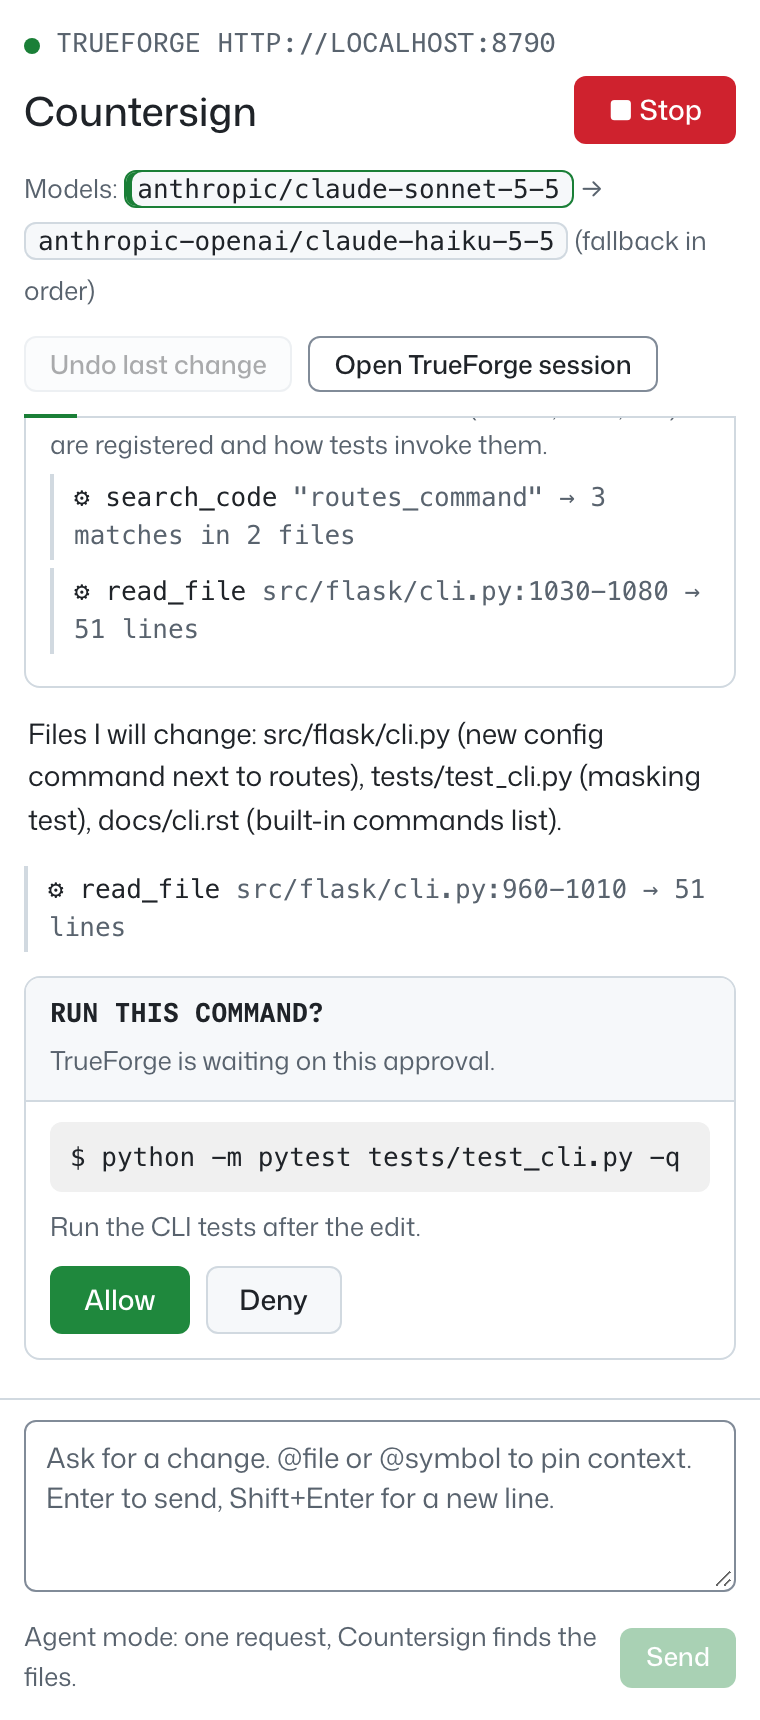 TRUEFORGE HTTP://LOCALHOST:8790
Countersign
Stop
Models: anthropic/claude-sonnet-5-5 →
anthropic-openai/claude-haiku-5-5 (fallback in
order)
Undo last change
Open TrueForge session
are registered and how tests invoke them.
⚙ search_code "routes_command" → 3
matches in 2 files
⚙ read_file src/flask/cli.py:1030–1080 →
51 lines
Files I will change: src/flask/cli.py (new config
command next to routes), tests/test_cli.py (masking
test), docs/cli.rst (built-in commands list).
⚙ read_file src/flask/cli.py:960–1010 → 51
lines
RUN THIS COMMAND?
TrueForge is waiting on this approval.
$ python -m pytest tests/test_cli.py -q
Run the CLI tests after the edit.
Allow
Deny
Ask for a change. @file or @symbol to pin context.
Enter to send, Shift+Enter for a new line.
Agent mode: one request, Countersign finds the
files.
Send